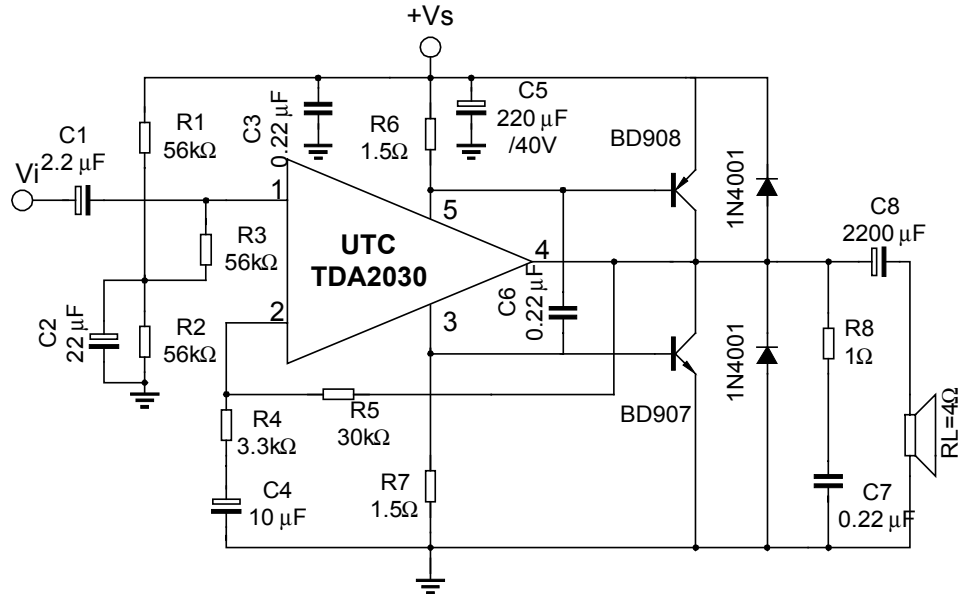 +Vs
C1
2.2 µF
Vi
R1
56kΩ
C3
0.22 µF
R6
1.5Ω
C5
220 µF
/40V
BD908
1N4001
1
5
R3
56kΩ
UTC
TDA2030
4
C8
2200 µF
C2
22 µF
R2
56kΩ
2
3
C6
0.22 µF
R8
1Ω
1N4001
R4
3.3kΩ
R5
30kΩ
BD907
RL=4Ω
C4
10 µF
R7
1.5Ω
C7
0.22 µF